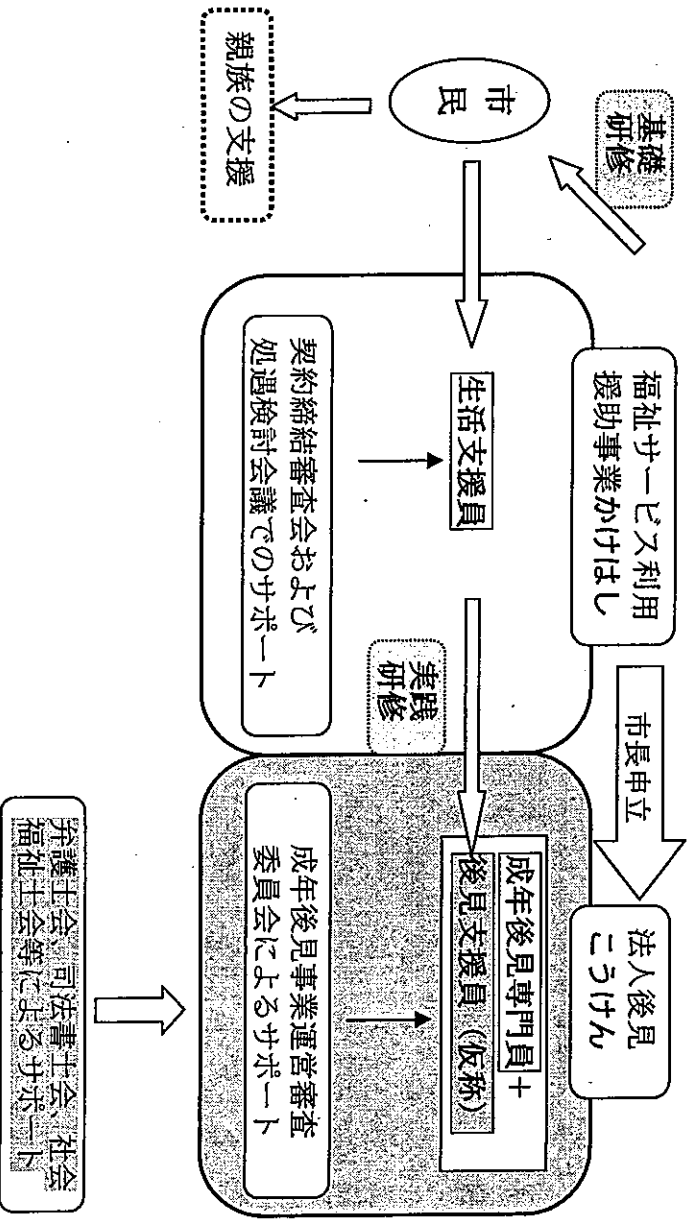 基礎
研修
市
民
親族の支援
福祉サービス利用
援助事業かけはし
生活支援員
契約締結審査会および
処遇検討会議でのサポート
市長申立
実践
研修
法人後見
こうけん
成年後見専門員+
後見支援員(仮称)
成年後見事業運営審査
委員会によるサポート
弁護士会、司法書士会、社会
福祉士会等によるサポート